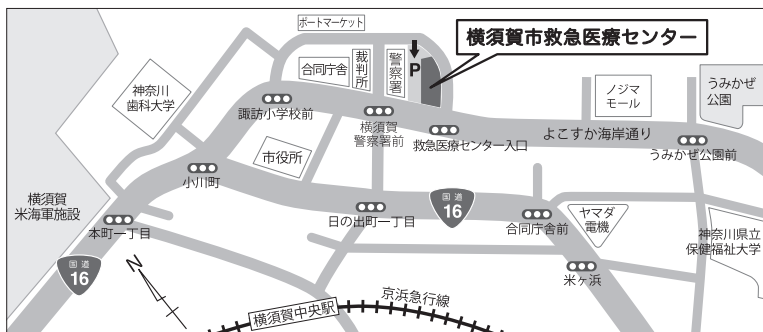 ポートマーケット
横須賀市救急医療センター
合同庁舎
裁判所
警察署
P
神奈川
歯科大学
諏訪小学校前
横須賀
警察署前
救急医療センター入口
よこすか海岸通り
ノジマ
モール
うみかぜ
公園
うみかぜ公園前
市役所
小川町
横須賀
米海軍施設
本町一丁目
日の出町一丁目
国道
16
合同庁舎前
ヤマダ
電機
神奈川県立
保健福祉大学
国道
16
米ヶ浜
N
横須賀中央駅
京浜急行線